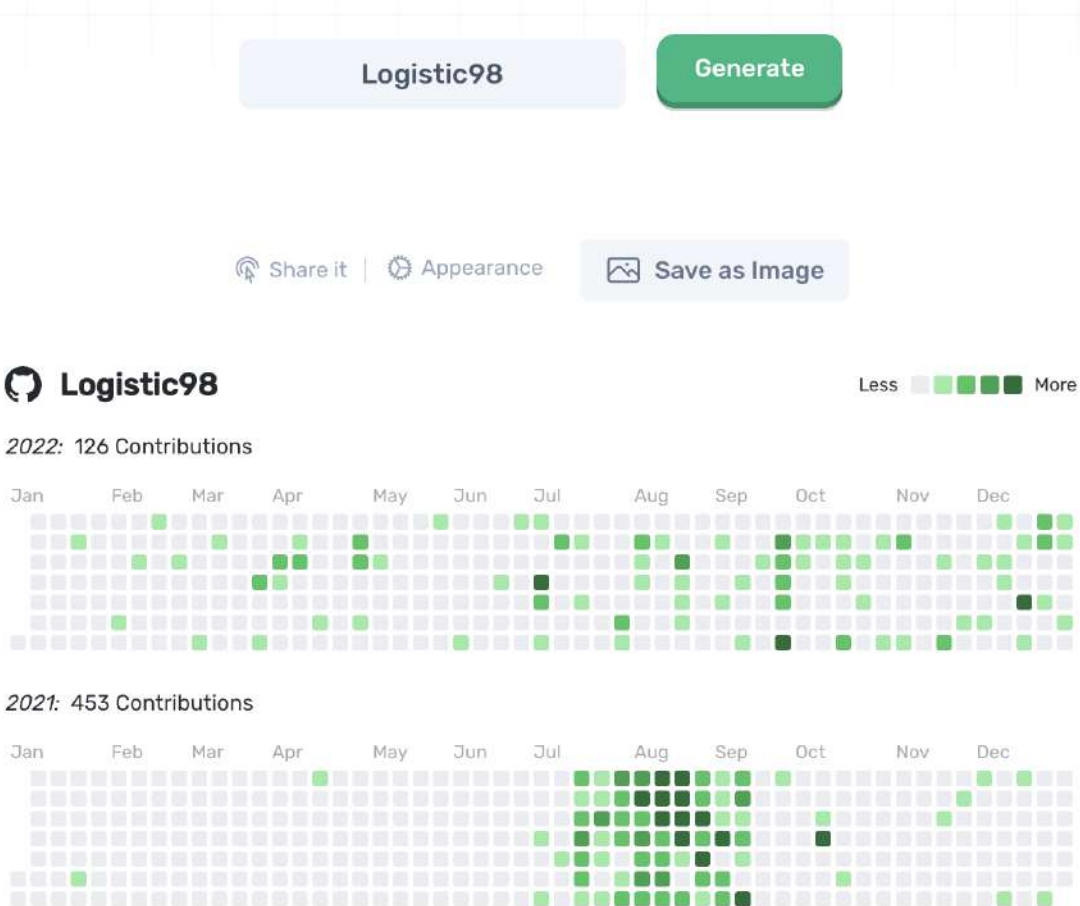 Logistic98
Generate
Share it
Appearance
Save as Image
Logistic98
Less More
2022: 126 Contributions
Jan Feb Mar Apr May Jun Jul Aug Sep Oct Nov Dec
2021: 453 Contributions
Jan Feb Mar Apr May Jun Jul Aug Sep Oct Nov Dec